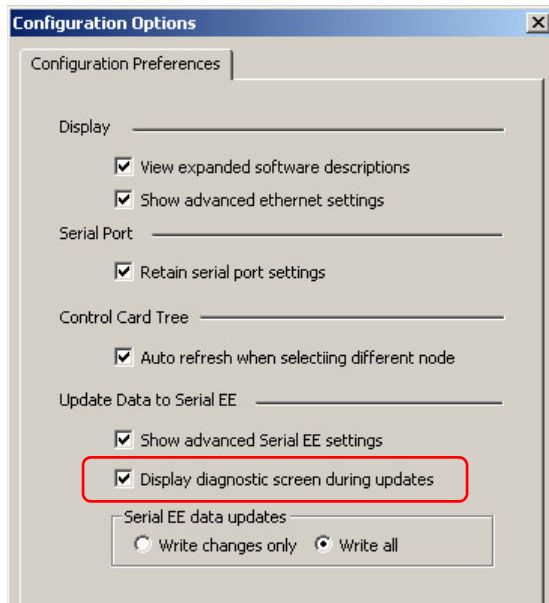 Configuration Options
Configuration Preferences
Display
View expanded software descriptions
Show advanced ethernet settings
Serial Port
Retain serial port settings
Control Card Tree
Auto refresh when selectiing different node
Update Data to Serial EE
Show advanced Serial EE settings
Display diagnostic screen during updates
Serial EE data updates
Write changes only Write all